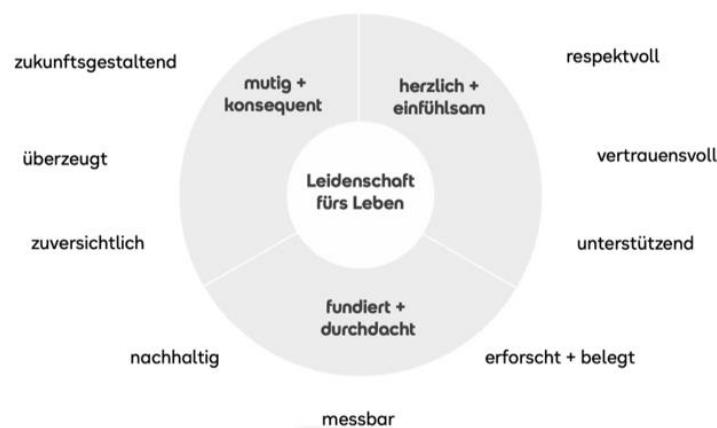 zukunftsgestaltend
respektvoll
mutig +
konsequent
herzlich +
einfühlsam
überzeugt
vertrauensvoll
Leidenschaft
fürs Leben
zuversichtlich
unterstützend
fundiert +
durchdacht
nachhaltig
erforscht + belegt
messbar